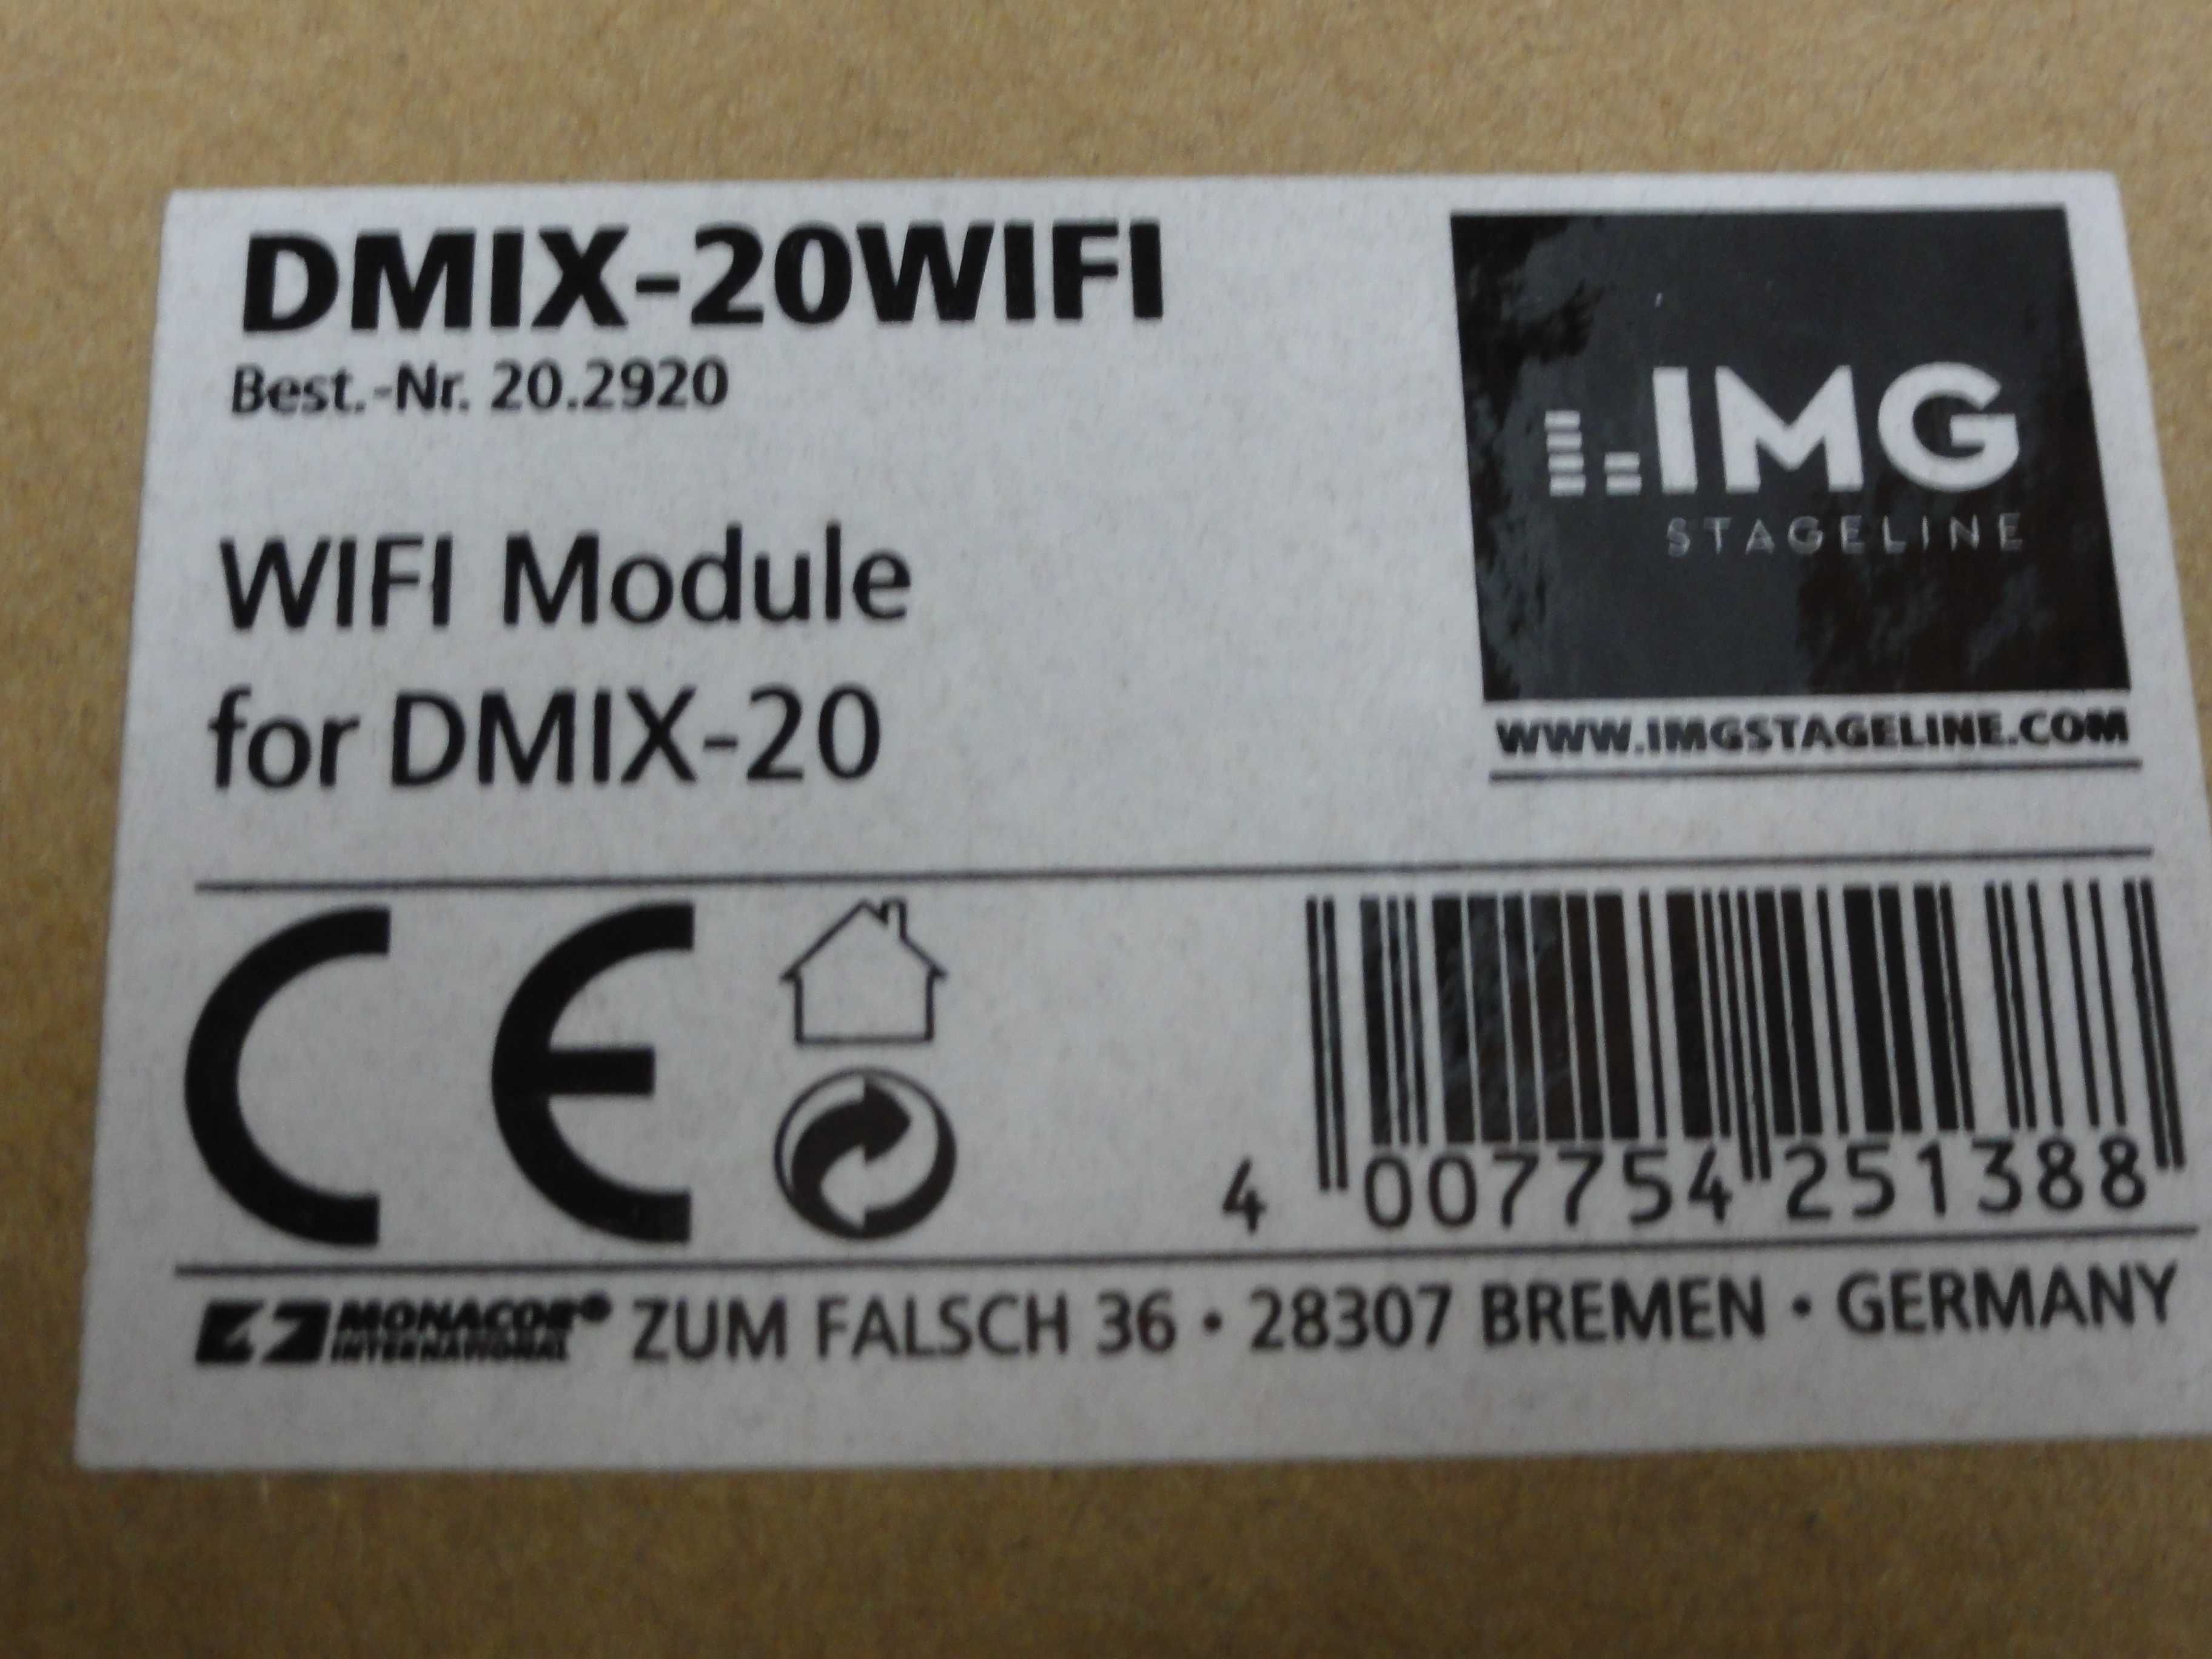 DMIX-20WIFI
Best.-Nr. 20.2920
WIFI Module
for DMIX-20
IMG
STAGELINE
WWW.IMGSTAGELINE.COM
CE
4 007754 251388
MONACOR®
INTERNATIONAL
ZUM FALSCH 36 • 28307 BREMEN • GERMANY